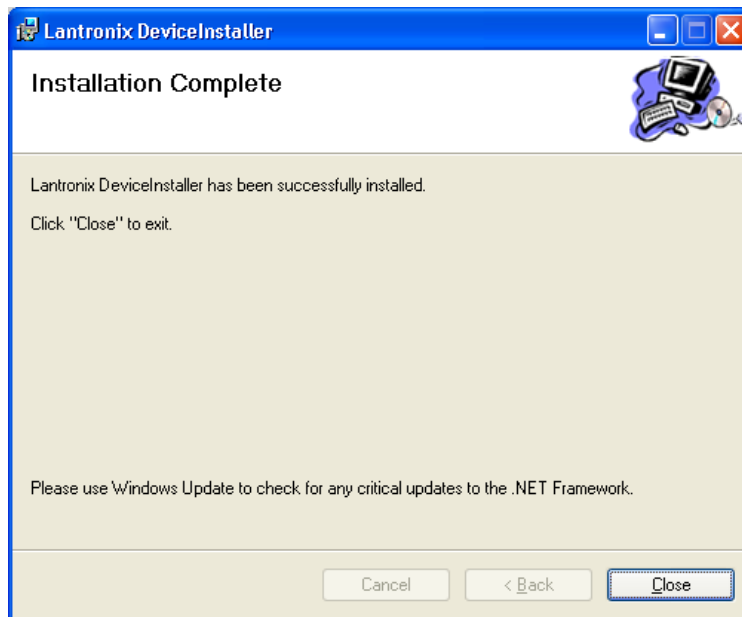 Lantronix DeviceInstaller
Installation Complete
Lantronix DeviceInstaller has been successfully installed.
Click "Close" to exit.
Please use Windows Update to check for any critical updates to the .NET Framework.
Cancel
< Back
Close